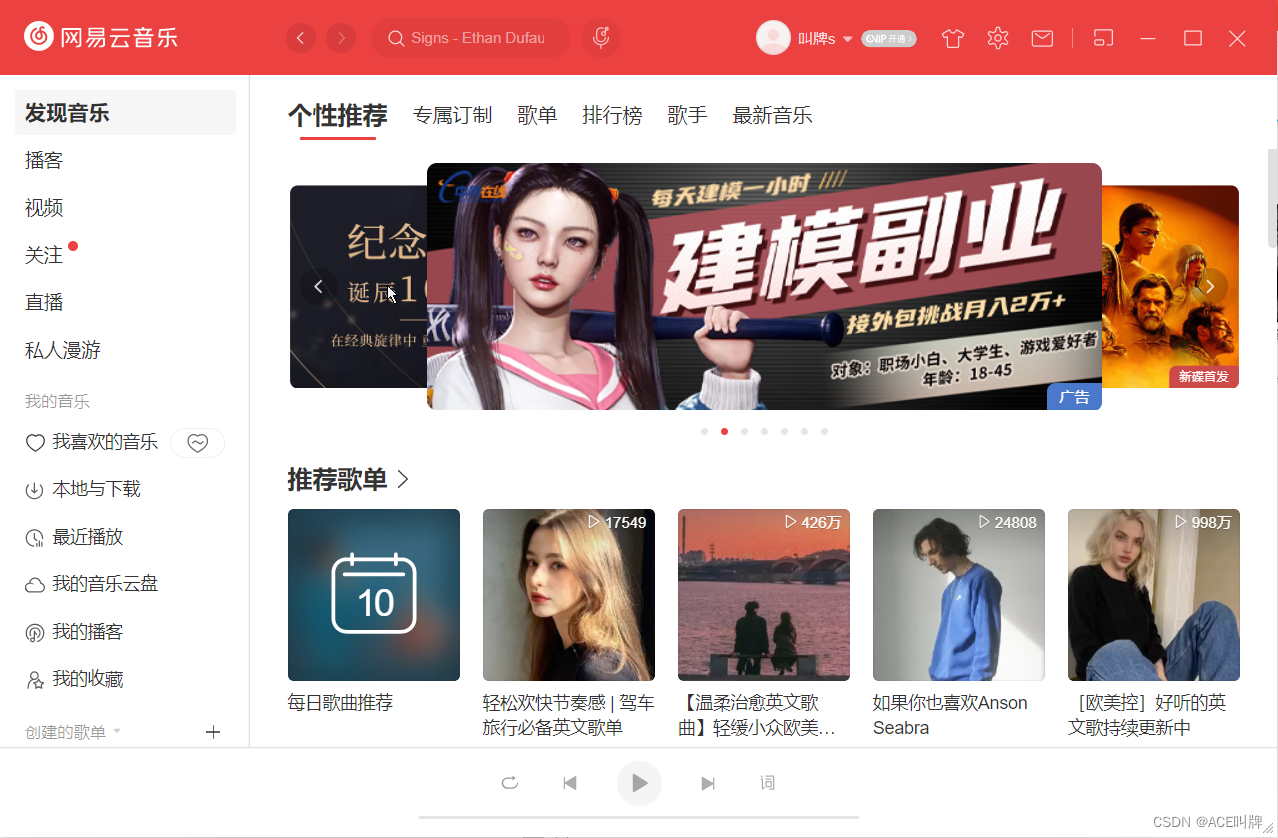 网易云音乐
Signs - Ethan Dufau
叫牌s
VIP 开通
发现音乐
播客
视频
关注
直播
私人漫游
我的音乐
我喜欢的音乐
本地与下载
最近播放
我的音乐云盘
我的播客
我的收藏
创建的歌单
个性推荐
专属订制
歌单
排行榜
歌手
最新音乐
纪念
诞辰1
在经典旋律中
在线
每天建模一小时
建模副业
接外包挑战月入2万+
对象：职场小白、大学生、游戏爱好者
年龄：18-45
广告
新碟首发
推荐歌单
10
每日歌曲推荐
17549
轻松欢快节奏感 | 驾车
旅行必备英文歌单
426万
【温柔治愈英文歌
曲】轻缓小众欧美…
24808
如果你也喜欢Anson
Seabra
998万
［欧美控］好听的英
文歌持续更新中
词
CSDN @ACE叫牌